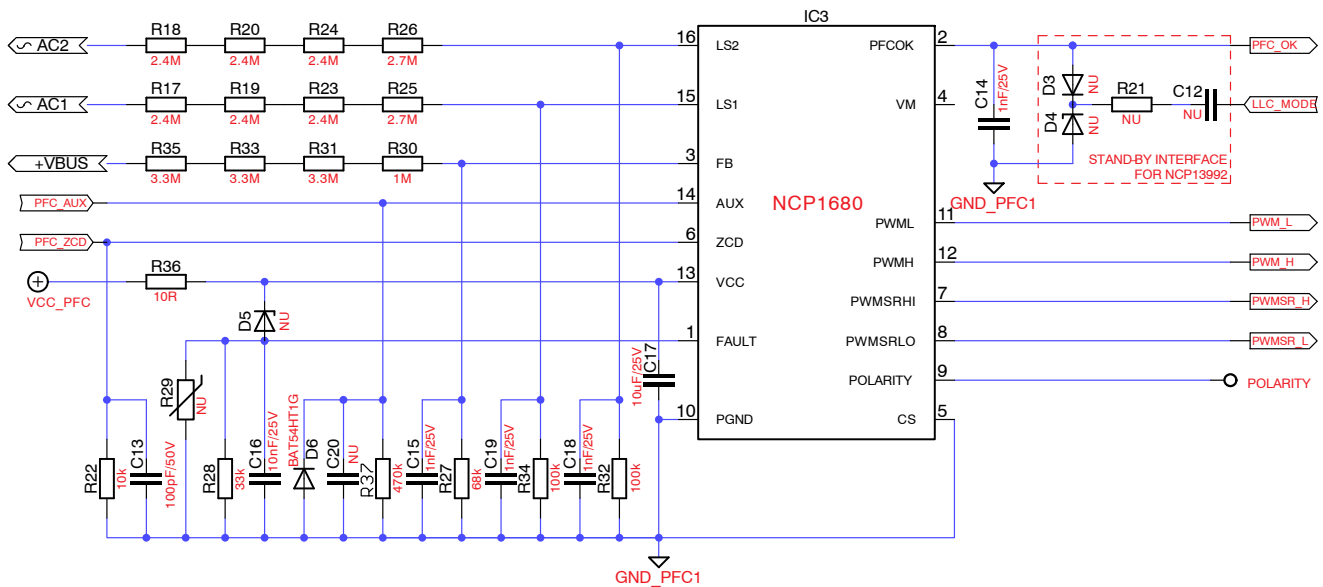 IC3
R18 R20 R24 R26
AC2 16 LS2 PFCOK 2 PFC_OK
2.4M 2.4M 2.4M 2.7M
R17 R19 R23 R25
AC1 15 LS1 VM 4
2.4M 2.4M 2.4M 2.7M
C14 1nF/25V
D3 NU
D4 NU
R21 NU
C12 NU
LLC_MODE
R35 R33 R31 R30
+VBUS 3 FB
3.3M 3.3M 3.3M 1M
STAND-BY INTERFACE
FOR NCP13992
GND_PFC1
PFC_AUX 14 AUX
NCP1680
PWML 11 PWM_L
PFC_ZCD 6 ZCD
PWMH 12 PWM_H
R36
VCC_PFC 10R 13 VCC
PWMSRHI 7 PWMSR_H
D5 NU
1 FAULT
PWMSRLO 8 PWMSR_L
R29 NU
C17 10uF/25V
POLARITY 9 POLARITY
10 PGND
CS 5
R22 10k
C13 100pF/50V
R28 33k
C16 10nF/25V
D6 BAT54HT1G
C20 NU
R37 470k
C15 1nF/25V
R27 68k
C19 1nF/25V
R34 100k
C18 1nF/25V
R32 100k
GND_PFC1